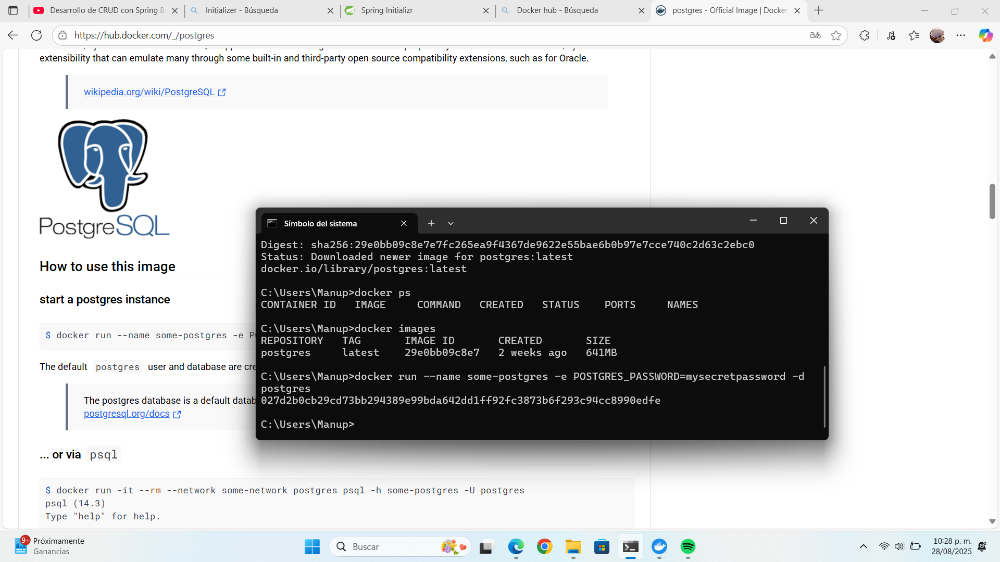 Desarrollo de CRUD con Spring B
Initializer - Búsqueda
Spring Initializr
Docker hub - Búsqueda
postgres - Official Image | Docker
https://hub.docker.com/_/postgres
extensibility that can emulate many through some built-in and third-party open source compatibility extensions, such as for Oracle.
wikipedia.org/wiki/PostgreSQL
PostgreSQL
How to use this image
start a postgres instance
$ docker run --name some-postgres -e P
The default postgres user and database are cre
The postgres database is a default datab
postgresql.org/docs
... or via psql
$ docker run -it --rm --network some-network postgres psql -h some-postgres -U postgres
psql (14.3)
Type "help" for help.
Símbolo del sistema
Digest: sha256:29e0bb09c8e7e7fc265ea9f4367de9622e55bae6b0b97e7cce740c2d63c2ebc0
Status: Downloaded newer image for postgres:latest
docker.io/library/postgres:latest
C:\Users\Manup>docker ps
CONTAINER ID   IMAGE     COMMAND   CREATED   STATUS    PORTS     NAMES
C:\Users\Manup>docker images
REPOSITORY   TAG       IMAGE ID       CREATED       SIZE
postgres     latest    29e0bb09c8e7   2 weeks ago   641MB
C:\Users\Manup>docker run --name some-postgres -e POSTGRES_PASSWORD=mysecretpassword -d
postgres
027d2b0cb29cd73bb294389e99bda642dd1ff92fc3873b6f293c94cc8990edfe
C:\Users\Manup>
9+
Próximamente
Ganancias
Buscar
10:28 p. m.
28/08/2025